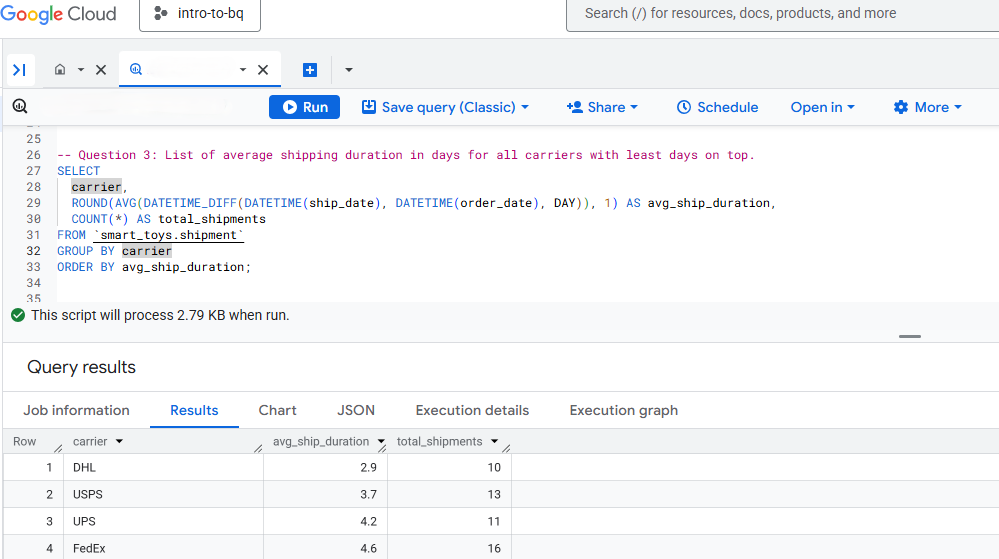 Google Cloud
intro-to-bq
Search (/) for resources, docs, products, and more
Run
Save query (Classic)
Share
Schedule
Open in
More
25
26 -- Question 3: List of average shipping duration in days for all carriers with least days on top.
27 SELECT
28 carrier,
29 ROUND(AVG(DATETIME_DIFF(DATETIME(ship_date), DATETIME(order_date), DAY)), 1) AS avg_ship_duration,
30 COUNT(*) AS total_shipments
31 FROM `smart_toys.shipment`
32 GROUP BY carrier
33 ORDER BY avg_ship_duration;
34
35
This script will process 2.79 KB when run.
Query results
Job information Results Chart JSON Execution details Execution graph
Row carrier avg_ship_duration total_shipments
1 DHL 2.9 10
2 USPS 3.7 13
3 UPS 4.2 11
4 FedEx 4.6 16